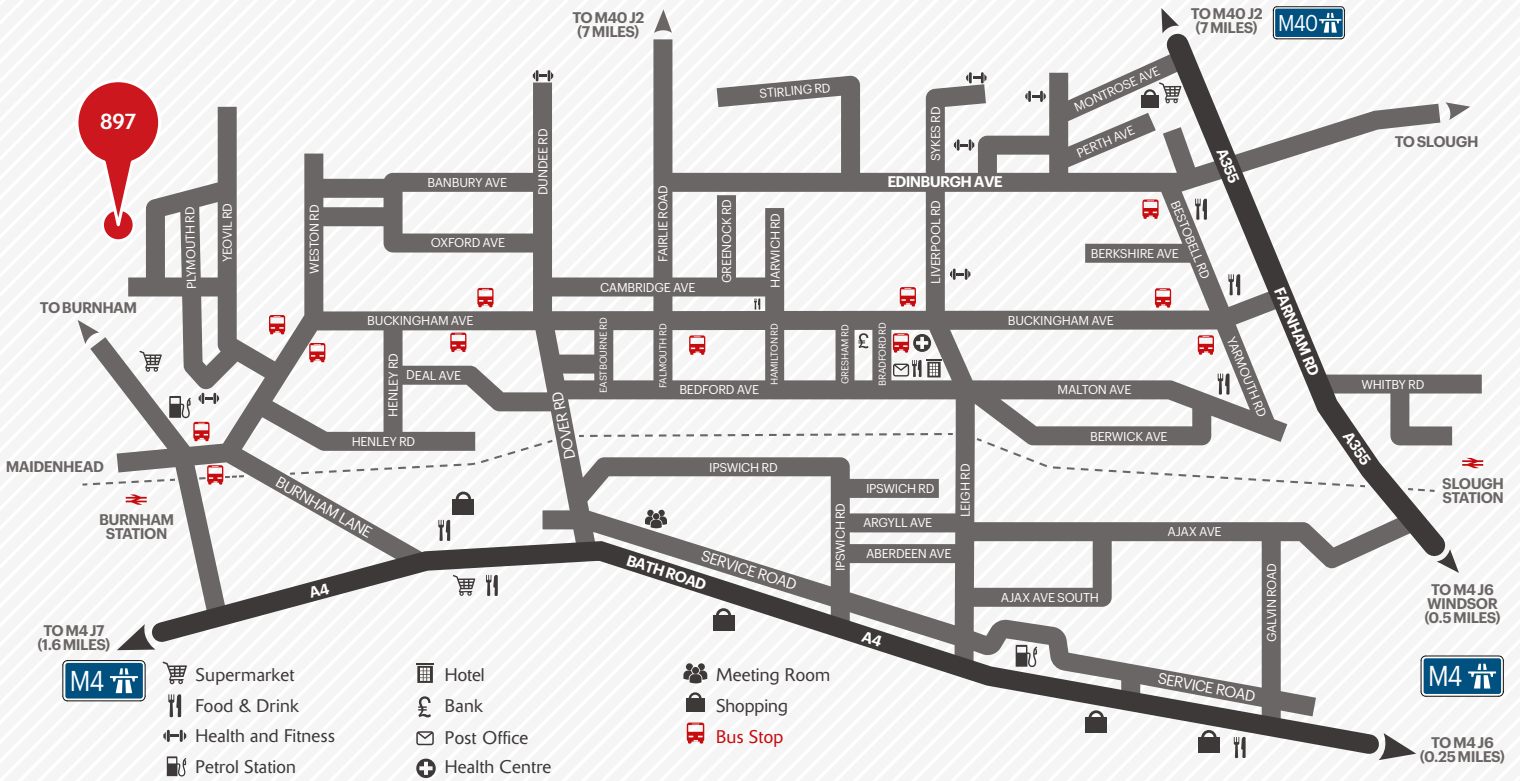 TO M40 J2
(7 MILES)
TO M40 J2
(7 MILES)
M40
897
STIRLING RD
MONTROSE AVE
SYKES RD
PERTH AVE
A355
TO SLOUGH
DUNDEE RD
BANBURY AVE
EDINBURGH AVE
PLYMOUTH RD
YEOVIL RD
WESTON RD
OXFORD AVE
FAIRLIE ROAD
GREENOCK RD
HARWICH RD
LIVERPOOL RD
BESTOBELL RD
BERKSHIRE AVE
CAMBRIDGE AVE
TO BURNHAM
BUCKINGHAM AVE
BUCKINGHAM AVE
FARNHAM RD
EASTBOURNE RD
FALMOUTH RD
HAMILTON RD
GRESHAM RD
BRADFORD RD
YARMOUTH RD
HENLEY RD
DEAL AVE
BEDFORD AVE
MALTON AVE
WHITBY RD
DOVER RD
HENLEY RD
BERWICK AVE
A355
MAIDENHEAD
IPSWICH RD
IPSWICH RD
LEIGH RD
SLOUGH
STATION
BURNHAM
STATION
BURNHAM LANE
IPSWICH RD
ARGYLL AVE
AJAX AVE
ABERDEEN AVE
SERVICE ROAD
BATH ROAD
A4
AJAX AVE SOUTH
GALVIN ROAD
TO M4 J6
WINDSOR
(0.5 MILES)
TO M4 J7
(1.6 MILES)
A4
M4
M4
SERVICE ROAD
TO M4 J6
(0.25 MILES)
Supermarket
Food & Drink
Health and Fitness
Petrol Station
Hotel
£ Bank
Post Office
Health Centre
Meeting Room
Shopping
Bus Stop
£